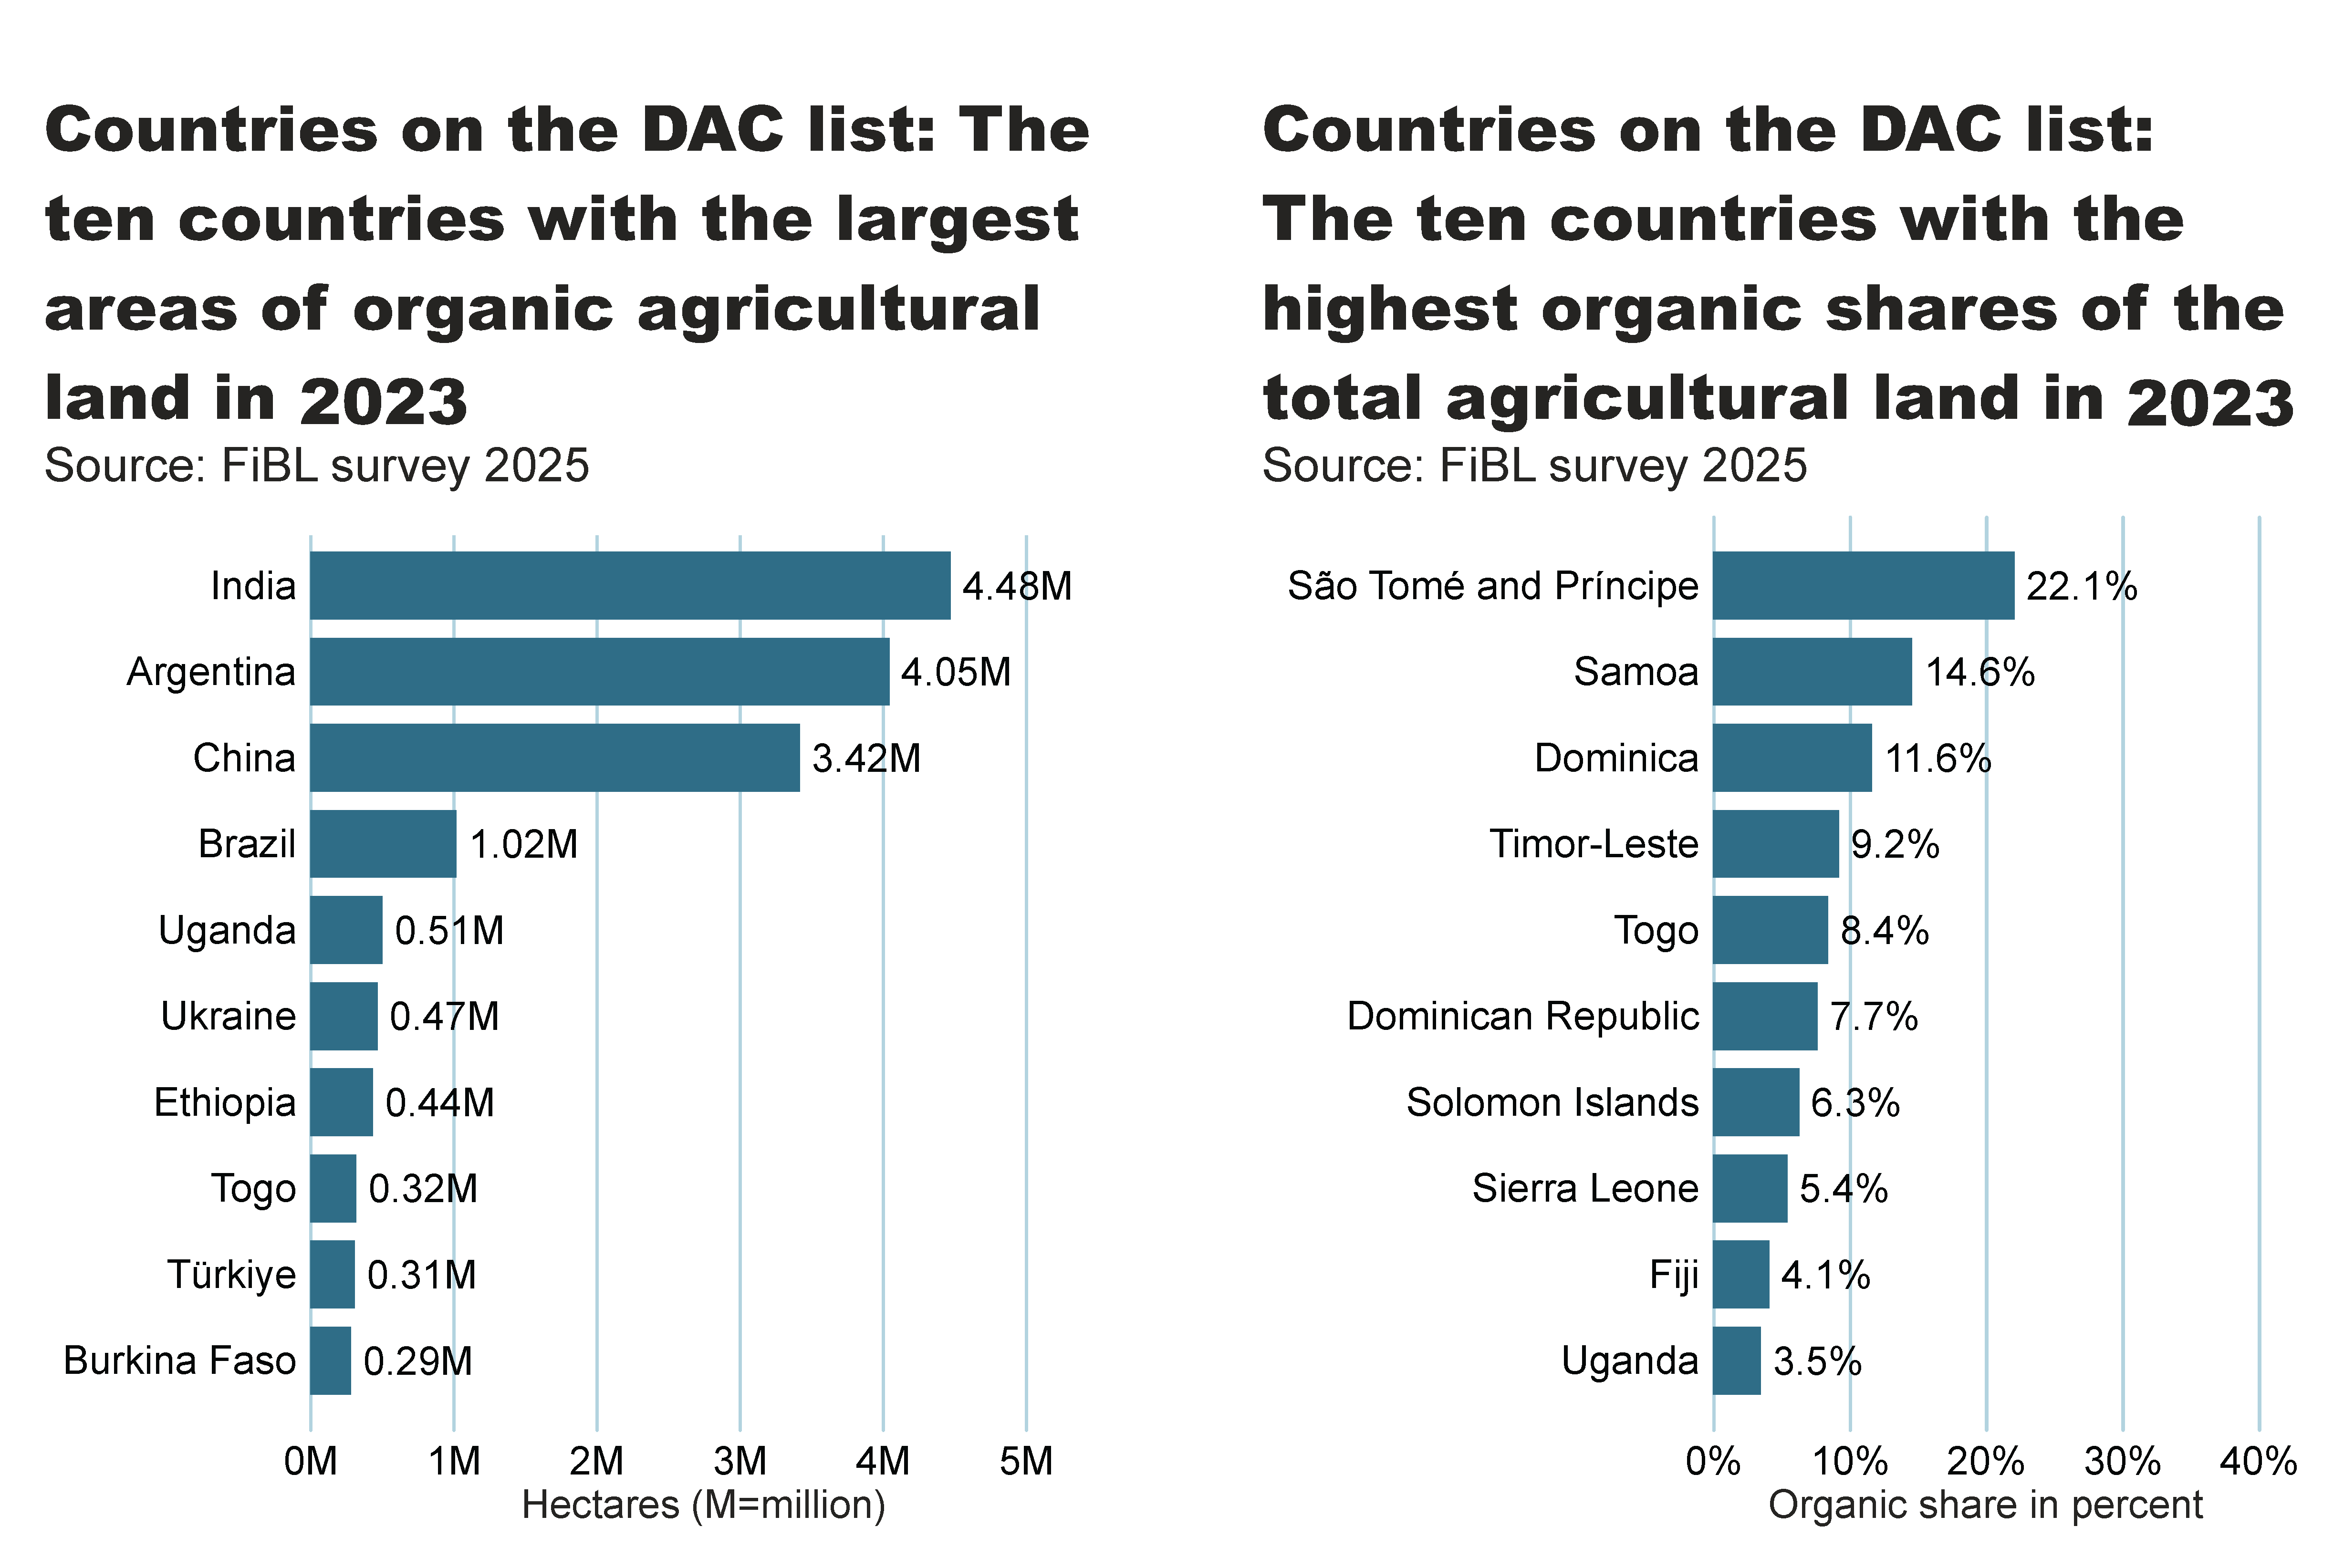 Countries on the DAC list: The
ten countries with the largest
areas of organic agricultural
land in 2023
Source: FiBL survey 2025
India
4.48M
Argentina
4.05M
China
3.42M
Brazil
1.02M
Uganda
0.51M
Ukraine
0.47M
Ethiopia
0.44M
Togo
0.32M
Türkiye
0.31M
Burkina Faso
0.29M
0M 1M 2M 3M 4M 5M
Hectares (M=million)
Countries on the DAC list:
The ten countries with the
highest organic shares of the
total agricultural land in 2023
Source: FiBL survey 2025
São Tomé and Príncipe
22.1%
Samoa
14.6%
Dominica
11.6%
Timor-Leste
9.2%
Togo
8.4%
Dominican Republic
7.7%
Solomon Islands
6.3%
Sierra Leone
5.4%
Fiji
4.1%
Uganda
3.5%
0% 10% 20% 30% 40%
Organic share in percent